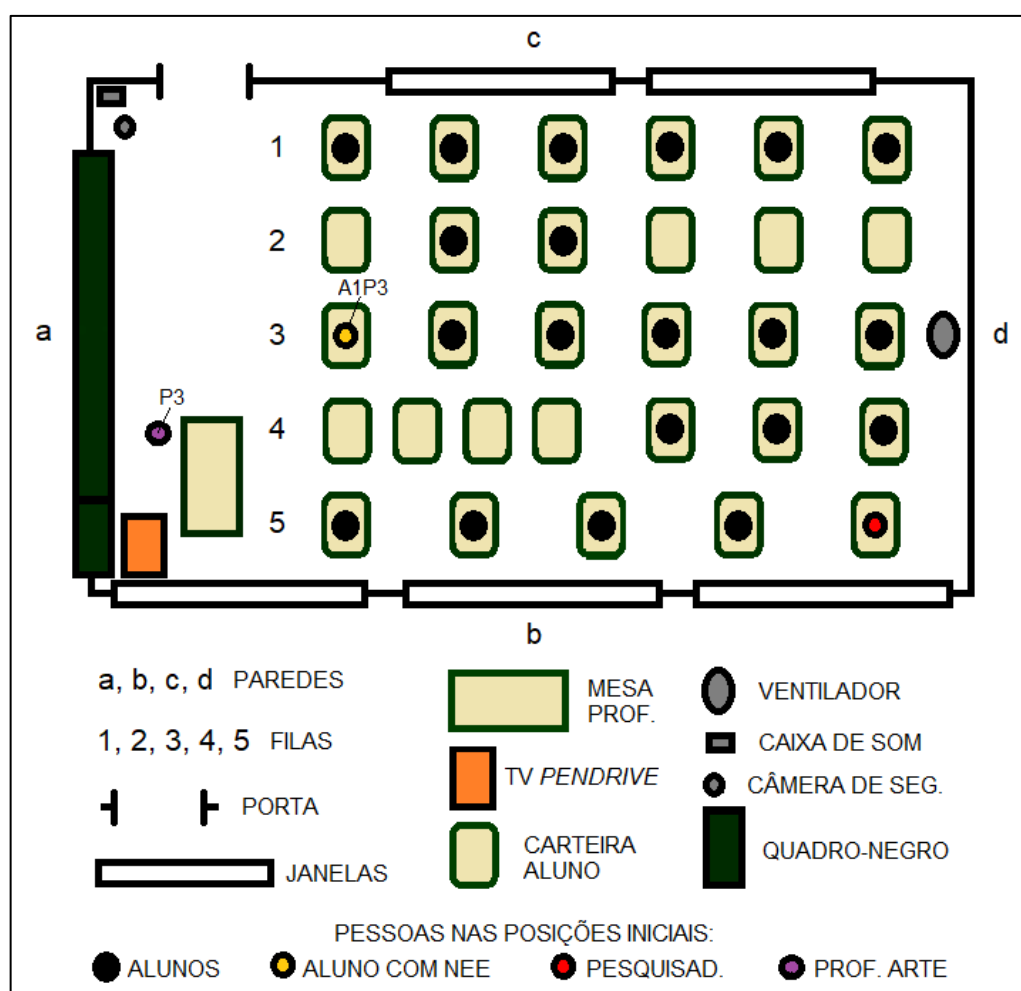 c
1
2
A1P3
a
3
d
P3
4
5
b
a, b, c, d PAREDES
1, 2, 3, 4, 5 FILAS
PORTA
JANELAS
MESA
PROF.
TV PENDRIVE
CARTEIRA
ALUNO
VENTILADOR
CAIXA DE SOM
CÂMERA DE SEG.
QUADRO-NEGRO
PESSOAS NAS POSIÇÕES INICIAIS:
ALUNOS ALUNO COM NEE PESQUISAD. PROF. ARTE